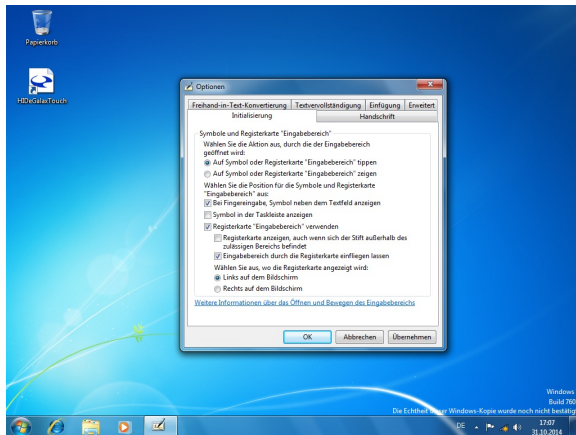 Papierkorb
HIDeGalaxTouch
Optionen
Freihand-in-Text-Konvertierung Textvervollständigung Einfügung Erweitert
Initialisierung Handschrift
Symbole und Registerkarte "Eingabebereich"
Wählen Sie die Aktion aus, durch die der Eingabebereich
geöffnet wird:
Auf Symbol oder Registerkarte "Eingabebereich" tippen
Auf Symbol oder Registerkarte "Eingabebereich" zeigen
Wählen Sie die Position für die Symbole und Registerkarte
"Eingabebereich" aus:
Bei Fingereingabe, Symbol neben dem Textfeld anzeigen
Symbol in der Taskleiste anzeigen
Registerkarte "Eingabebereich" verwenden
Registerkarte anzeigen, auch wenn sich der Stift außerhalb des
zulässigen Bereichs befindet
Eingabebereich durch die Registerkarte einfliegen lassen
Wählen Sie aus, wo die Registerkarte angezeigt wird:
Links auf dem Bildschirm
Rechts auf dem Bildschirm
Weitere Informationen über das Öffnen und Bewegen des Eingabebereichs
OK Abbrechen Übernehmen
Windows
Build 760
Die Echtheit dieser Windows-Kopie wurde noch nicht bestätig
DE 17:07
31.10.2014